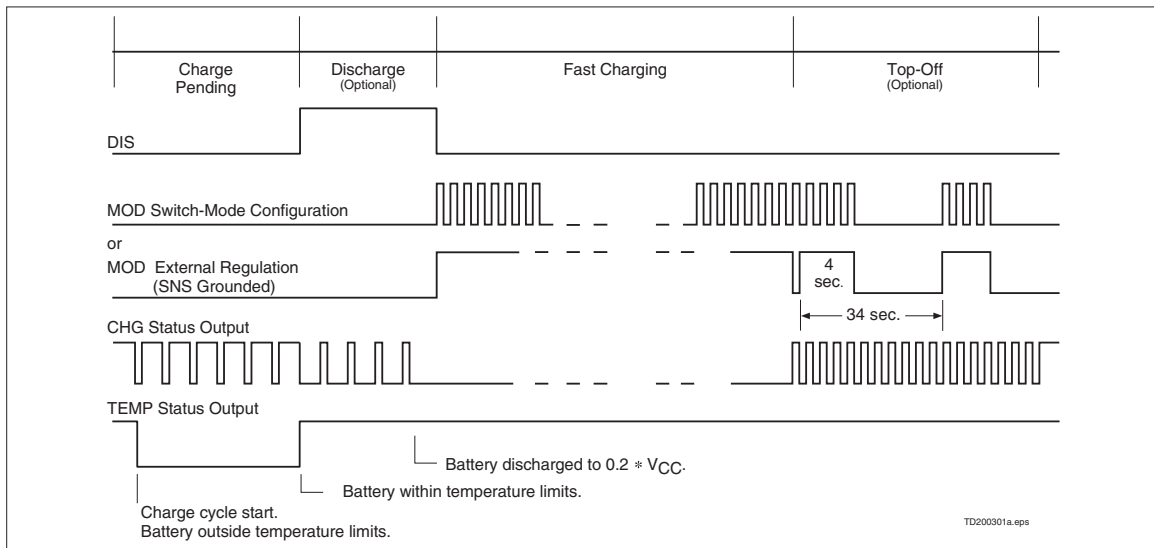 Charge
Pending
Discharge
(Optional)
Fast Charging
Top-Off
(Optional)
DIS
MOD Switch-Mode Configuration
or
MOD External Regulation
(SNS Grounded)
4
sec.
34 sec.
CHG Status Output
TEMP Status Output
Battery discharged to 0.2 * VCC.
Battery within temperature limits.
Charge cycle start.
Battery outside temperature limits.
TD200301a.eps